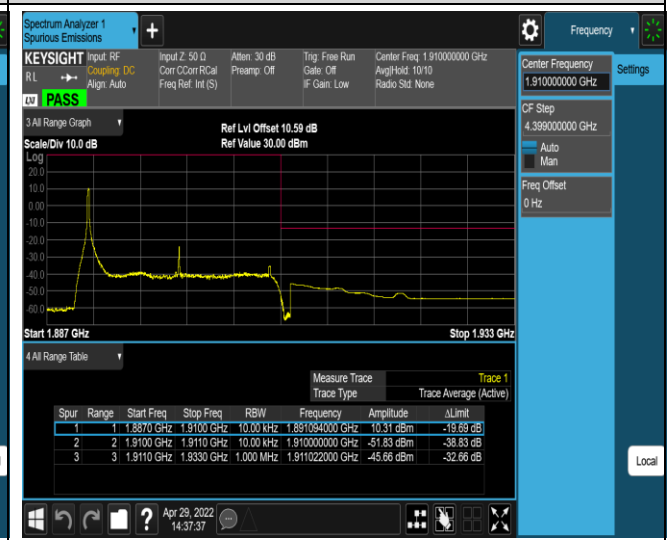 Spectrum Analyzer 1
Spurious Emissions
+
Frequency
KEYSIGHT Input: RF Input Z: 50 Ω Atten: 30 dB Trig: Free Run Center Freq: 1.910000000 GHz
RL Coupling: DC Corr CCorr RCal Preamp: Off Gate: Off Avg|Hold: 10/10
Align: Auto Freq Ref: Int (S) IF Gain: Low Radio Std: None
LXI PASS
Center Frequency
1.910000000 GHz
Settings
CF Step
4.399000000 GHz
Auto
Man
Freq Offset
0 Hz
3 All Range Graph
Ref Lvl Offset 10.59 dB
Scale/Div 10.0 dB Ref Value 30.00 dBm
Log
20.0
10.0
0.00
-10.0
-20.0
-30.0
-40.0
-50.0
-60.0
Start 1.887 GHz Stop 1.933 GHz
4 All Range Table
Measure Trace Trace 1
Trace Type Trace Average (Active)
Spur Range Start Freq Stop Freq RBW Frequency Amplitude ΔLimit
1 1 1.8870 GHz 1.9100 GHz 10.00 kHz 1.891094000 GHz 10.31 dBm -19.69 dB
2 2 1.9100 GHz 1.9110 GHz 10.00 kHz 1.910000000 GHz -51.83 dBm -38.83 dB
3 3 1.9110 GHz 1.9330 GHz 1.000 MHz 1.911022000 GHz -45.66 dBm -32.66 dB
Local
? Apr 29, 2022
14:37:37